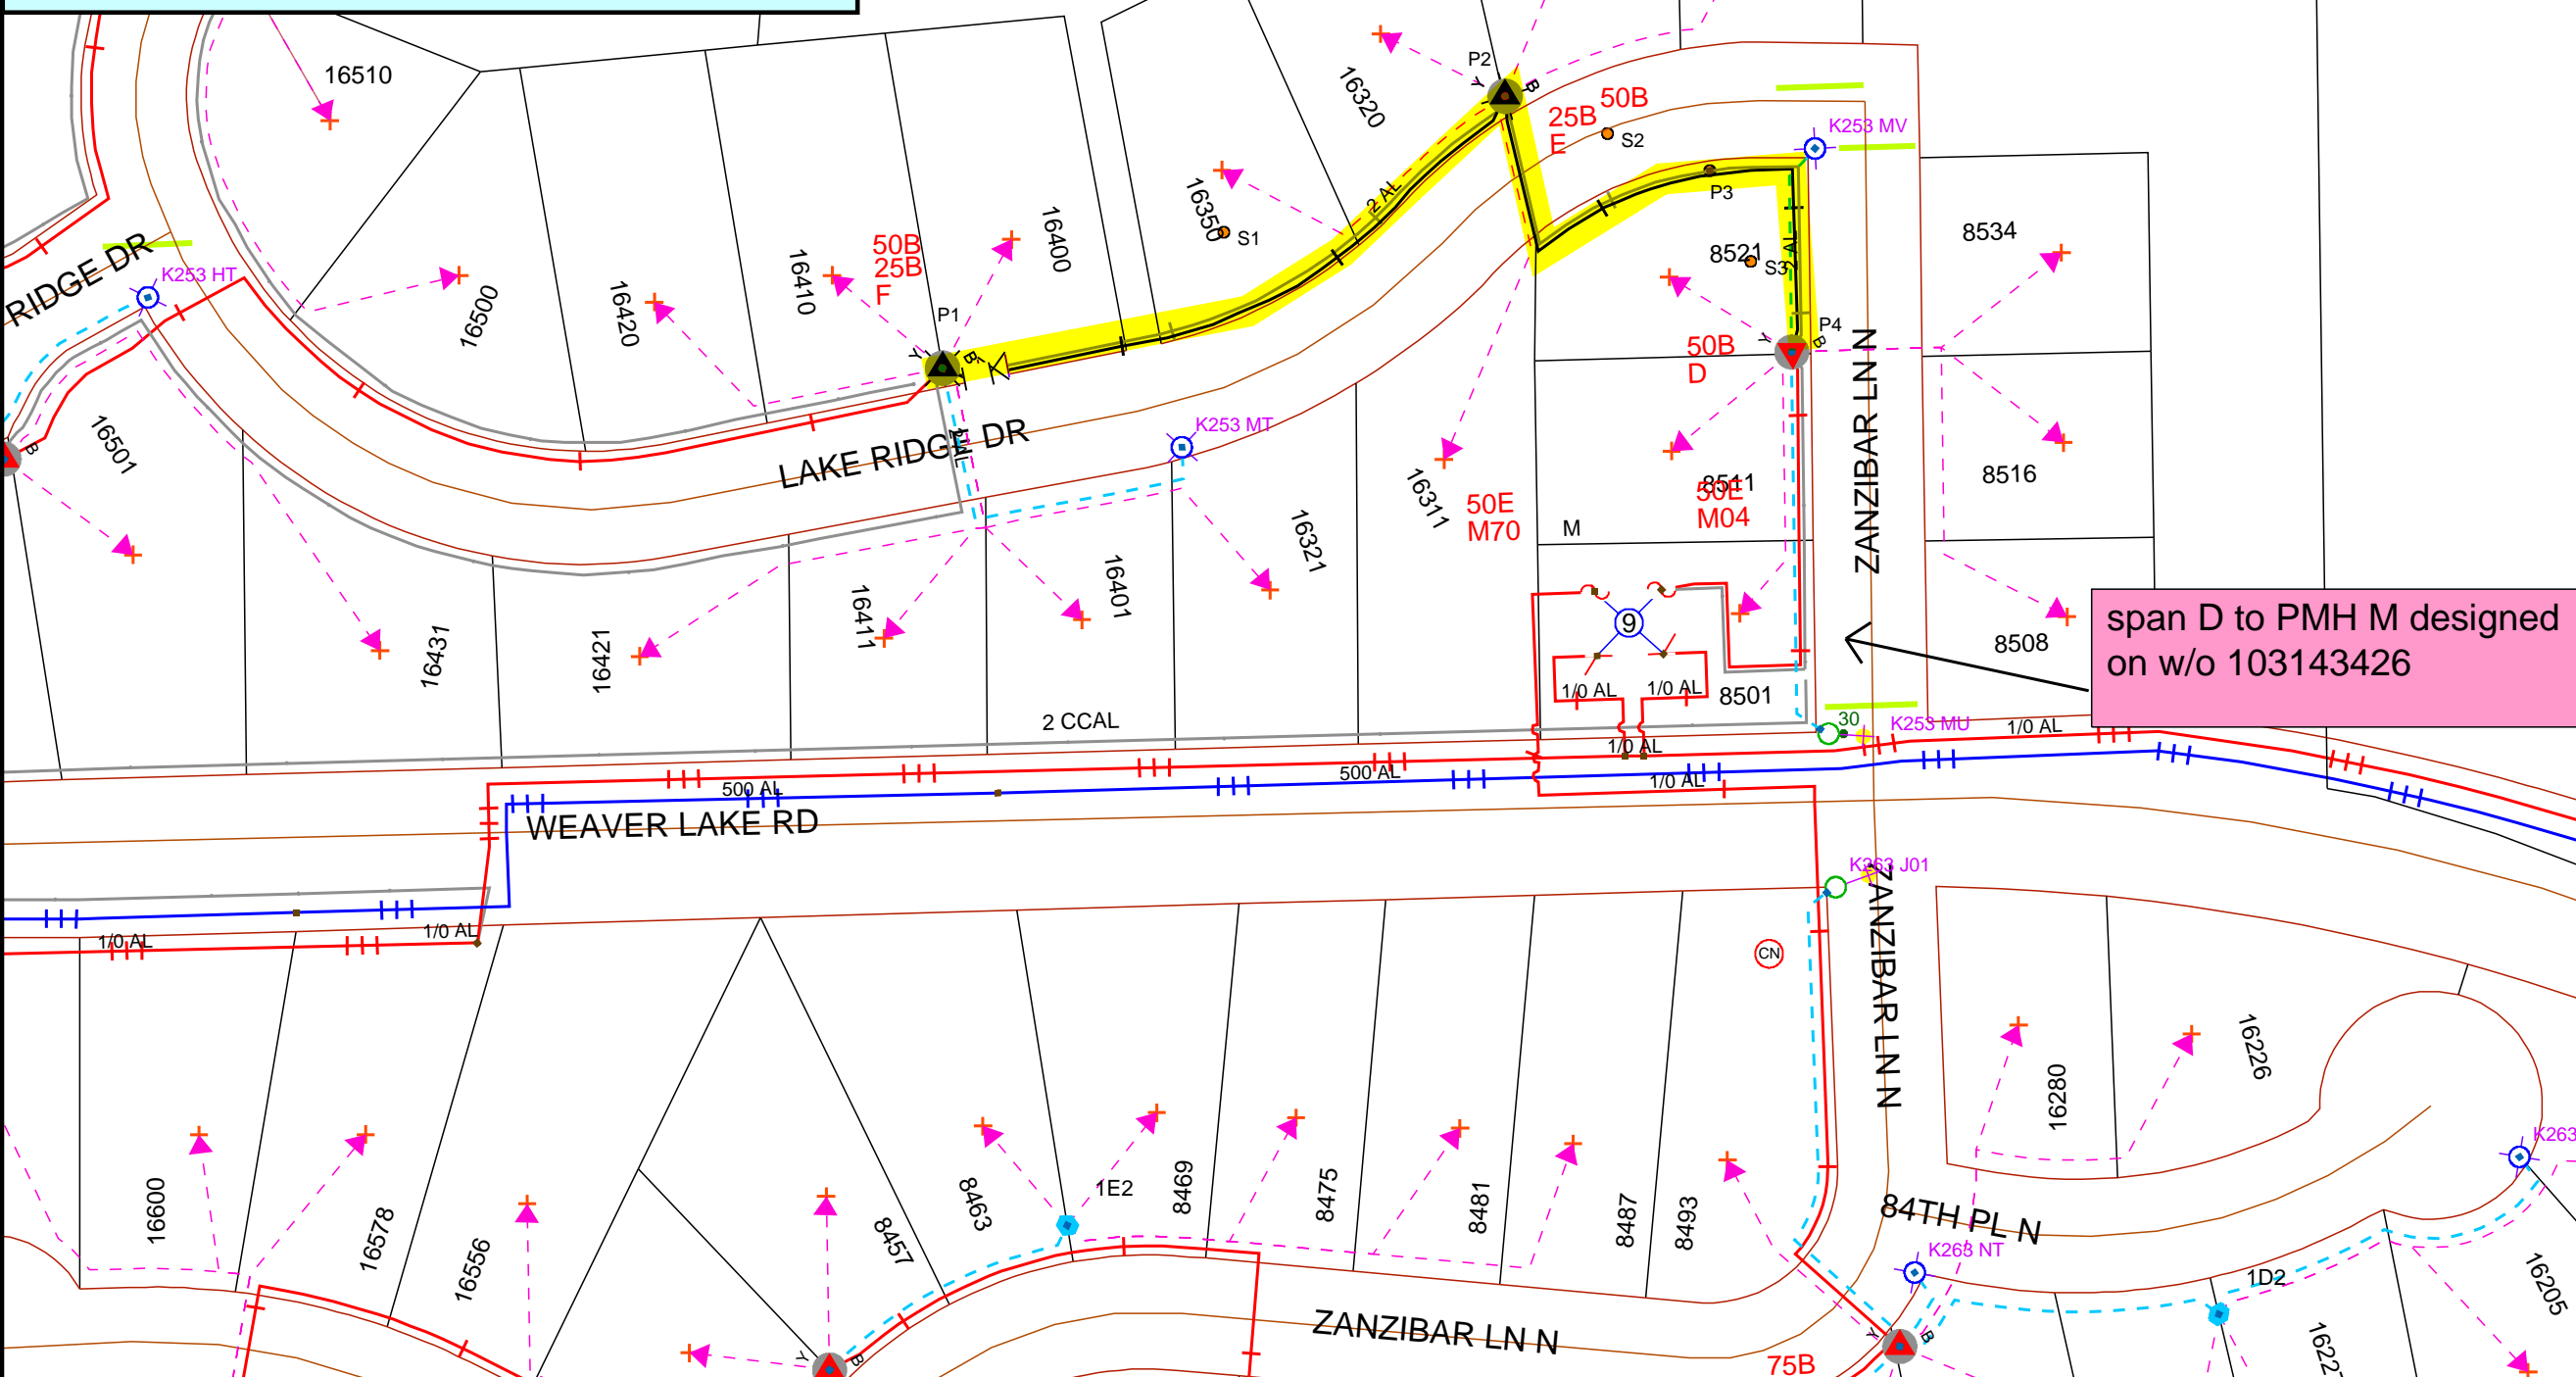 16510
P2
Y
B
16320
25B
50B
E
S2
K253 MV
2 AL
P3
16350
S1
16400
50B
25B
F
16410
16420
16500
RIDGE DR
K253 HT
P1
Y
B
8521
S3
2 AL
8534
P4
Y
B
50B
D
ZANZIBAR LN N
LAKE RIDGE DR
2 AL
K253 MT
16501
B
16311
50E
M70
8511
50E
M04
8516
M
16321
16401
16411
16421
16431
9
1/0 AL
1/0 AL
8501
8508
span D to PMH M designed
on w/o 103143426
2 CCAL
30
K253 MU
1/0 AL
1/0 AL
500 AL
500 AL
1/0 AL
WEAVER LAKE RD
K263 J01
1/0 AL
1/0 AL
CN
ZANZIBAR LN N
16280
16226
K263
16600
16578
16556
8457
8463
1E2
8469
8475
8481
8487
8493
84TH PL N
K263 NT
1D2
16205
ZANZIBAR LN N
Y
B
Y
B
75B
1622